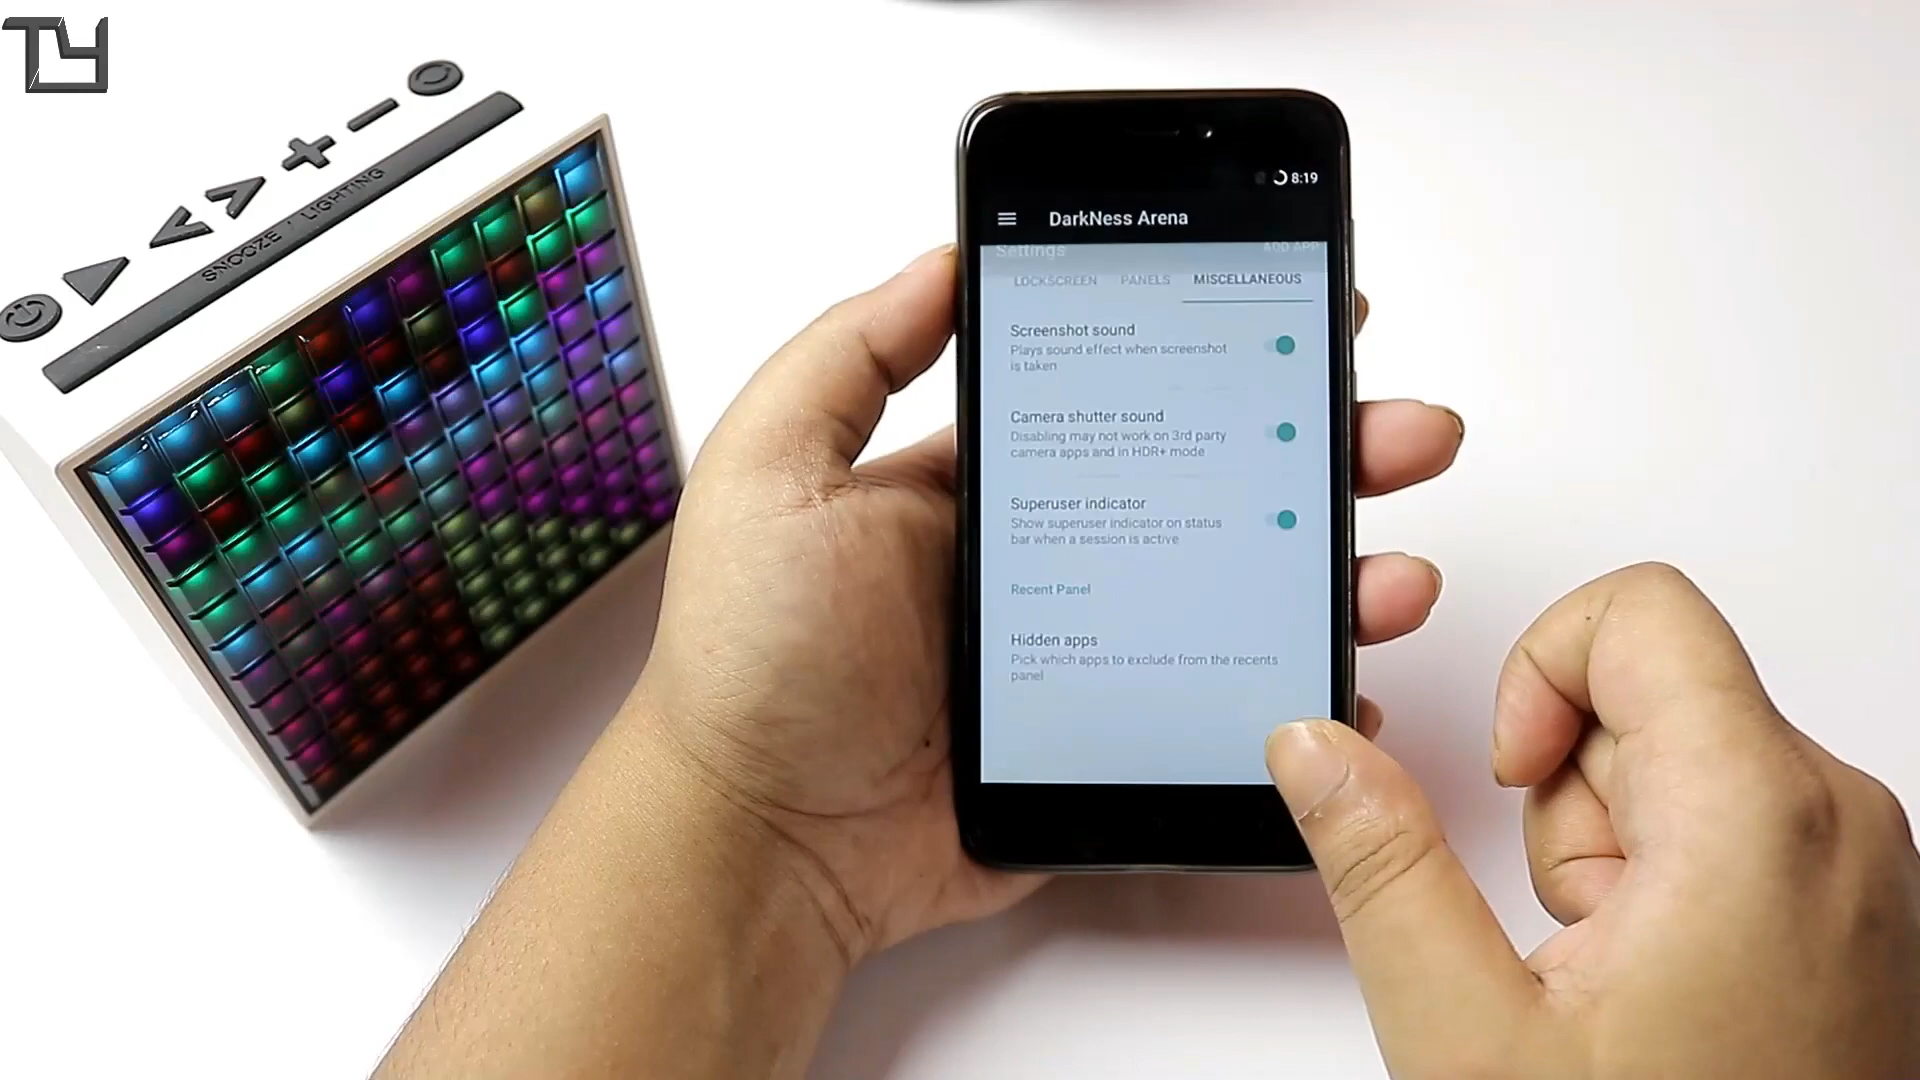 TY
SNOOZE / LIGHTING
8:19
DarkNess Arena
Settings
ADD APP
LOCKSCREEN PANELS MISCELLANEOUS
Screenshot sound
Plays sound effect when screenshot
is taken
Camera shutter sound
Disabling may not work on 3rd party
camera apps and in HDR+ mode
Superuser indicator
Show superuser indicator on status
bar when a session is active
Recent Panel
Hidden apps
Pick which apps to exclude from the recents
panel